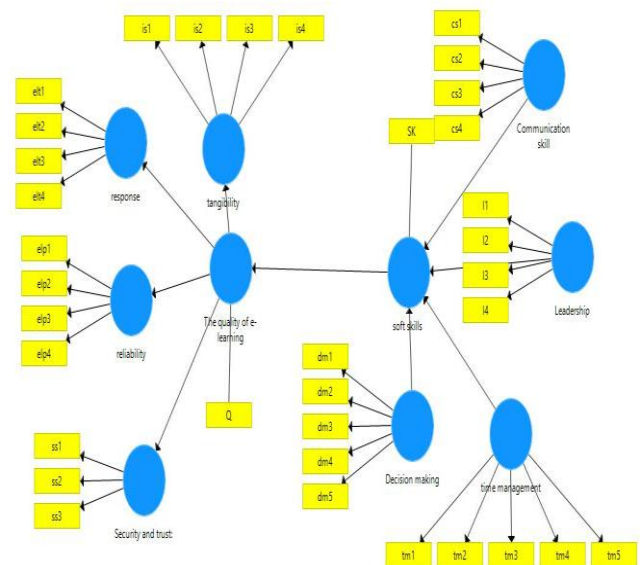 is1
is2
is3
is4
cs1
cs2
cs3
cs4
Communication
skill
elt1
elt2
elt3
elt4
response
tangibility
SK
l1
l2
l3
l4
Leadership
elp1
elp2
elp3
elp4
reliability
The quality of e-
learning
soft skills
Q
dm1
dm2
dm3
dm4
dm5
Decision making
time management
ss1
ss2
ss3
Security and trust:
tm1
tm2
tm3
tm4
tm5